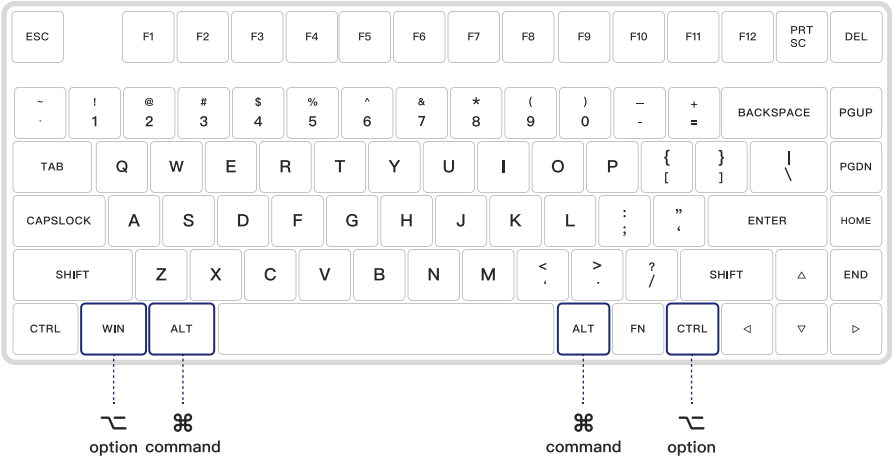 ESC F1 F2 F3 F4 F5 F6 F7 F8 F9 F10 F11 F12 PRT SC DEL
~ ! @ # $ % ^ & * ( ) — +
` 1 2 3 4 5 6 7 8 9 0 - = BACKSPACE PGUP
TAB Q W E R T Y U I O P { } | PGDN
[ ] \
CAPSLOCK A S D F G H J K L : ” ENTER HOME
; ‘
SHIFT Z X C V B N M < > ? SHIFT △ END
‘ . /
CTRL WIN ALT ALT FN CTRL ◁ ▽ ▷
⌥ ⌘ ⌘ ⌥
option command command option